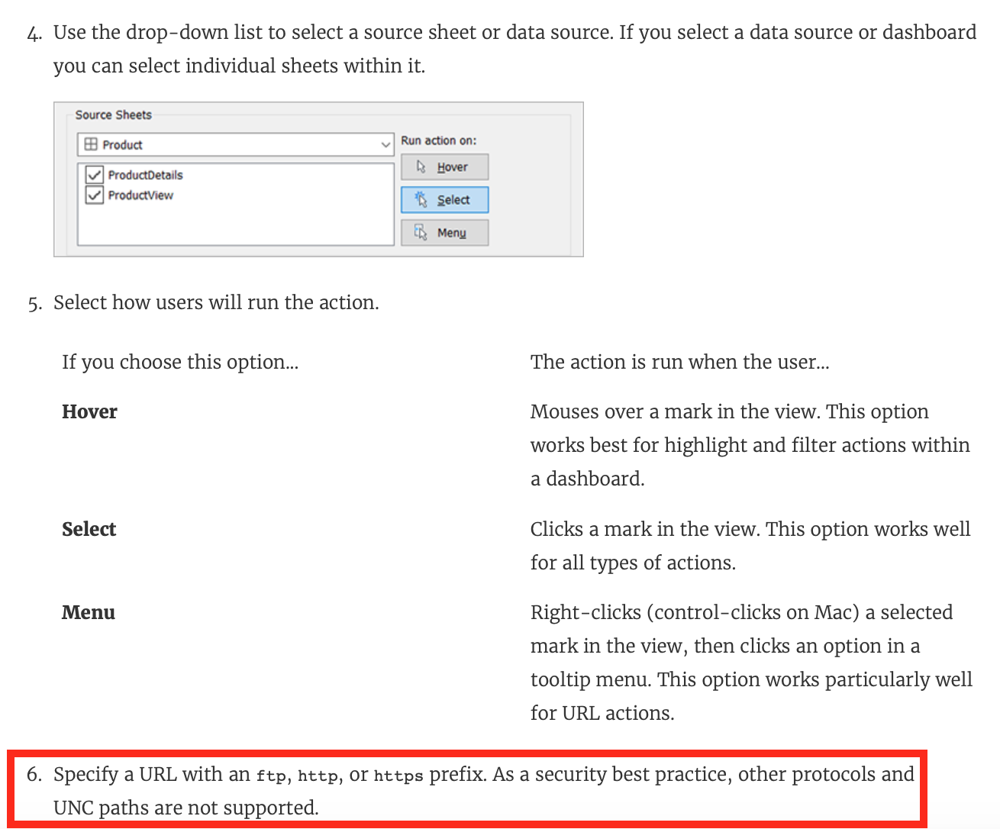 4. Use the drop-down list to select a source sheet or data source. If you select a data source or dashboard
you can select individual sheets within it.
Source Sheets
Product
Run action on:
ProductDetails
ProductView
Hover
Select
Menu
5. Select how users will run the action.
If you choose this option...
The action is run when the user...
Hover
Mouses over a mark in the view. This option
works best for highlight and filter actions within
a dashboard.
Select
Clicks a mark in the view. This option works well
for all types of actions.
Menu
Right-clicks (control-clicks on Mac) a selected
mark in the view, then clicks an option in a
tooltip menu. This option works particularly well
for URL actions.
6. Specify a URL with an ftp, http, or https prefix. As a security best practice, other protocols and
UNC paths are not supported.